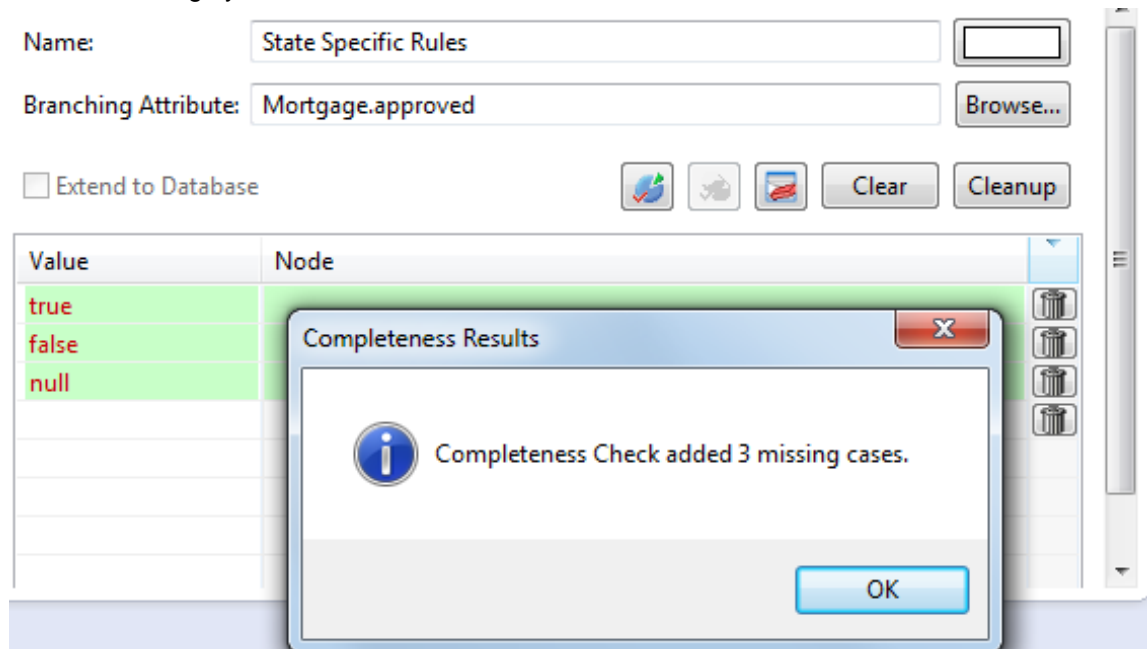 Name: State Specific Rules
Branching Attribute: Mortgage.approved Browse...
Extend to Database Clear Cleanup
Value Node
true
false
null
Completeness Results
Completeness Check added 3 missing cases.
OK